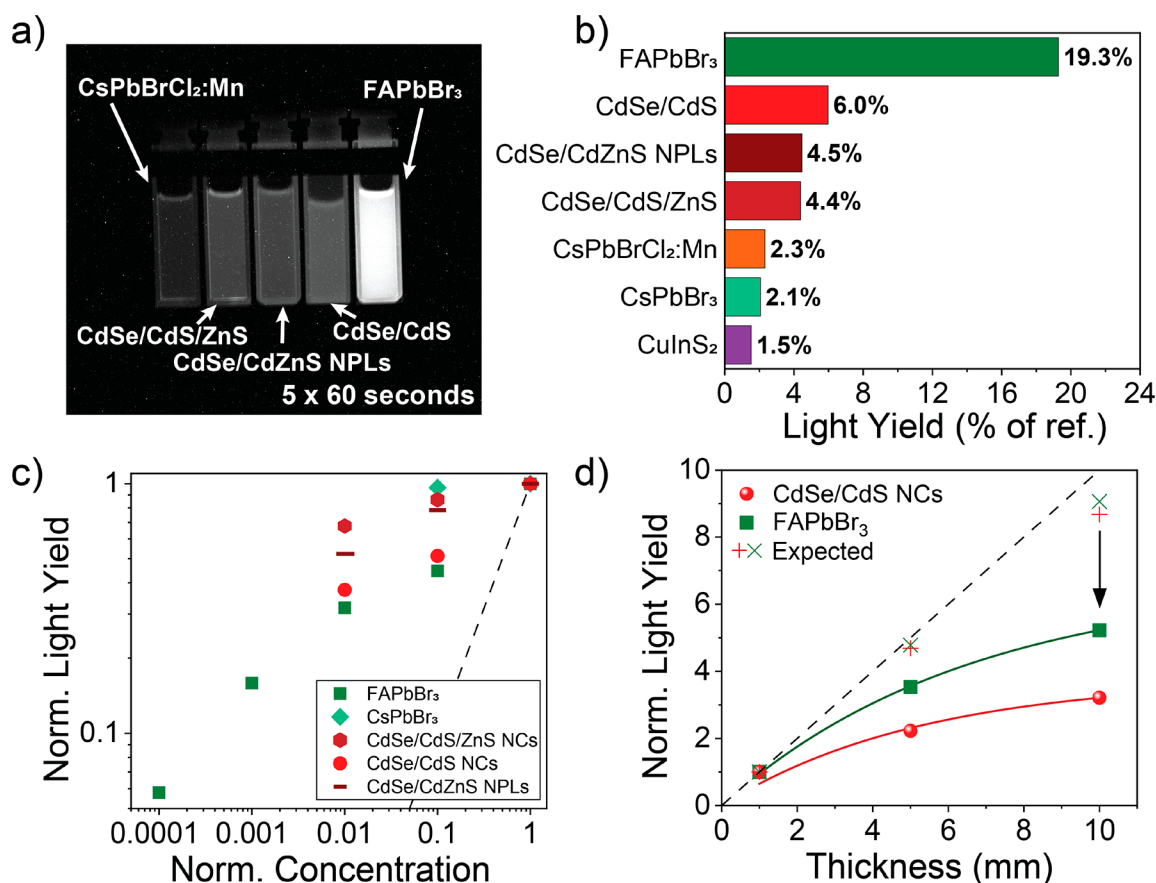 a)
CsPbBrCl₂:Mn
FAPbBr₃
CdSe/CdS/ZnS
CdSe/CdS
CdSe/CdZnS NPLs
5 x 60 seconds
b)
FAPbBr₃
19.3%
CdSe/CdS
6.0%
CdSe/CdZnS NPLs
4.5%
CdSe/CdS/ZnS
4.4%
CsPbBrCl₂:Mn
2.3%
CsPbBr₃
2.1%
CuInS₂
1.5%
0 4 8 12 16 20 24
Light Yield (% of ref.)
c)
Norm. Light Yield
1
0.1
FAPbBr₃
CsPbBr₃
CdSe/CdS/ZnS NCs
CdSe/CdS NCs
CdSe/CdZnS NPLs
0.0001 0.001 0.01 0.1 1
Norm. Concentration
d)
Norm. Light Yield
10
8
6
4
2
0
CdSe/CdS NCs
FAPbBr₃
Expected
0 2 4 6 8 10
Thickness (mm)